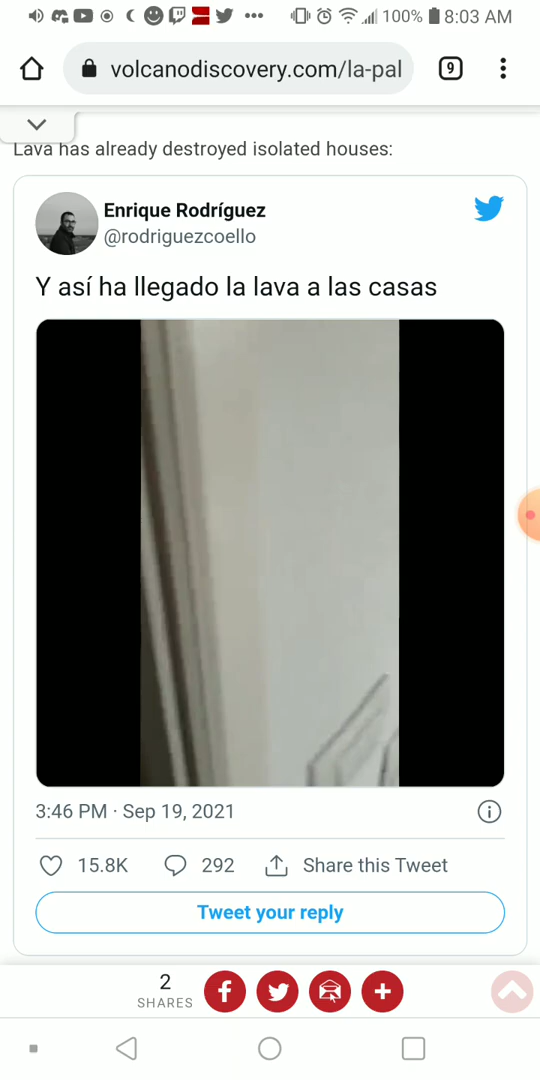 100% 8:03 AM
volcanodiscovery.com/la-pal
9
Lava has already destroyed isolated houses:
Enrique Rodríguez
@rodriguezcoello
Y así ha llegado la lava a las casas
3:46 PM · Sep 19, 2021
15.8K 292 Share this Tweet
Tweet your reply
2
SHARES